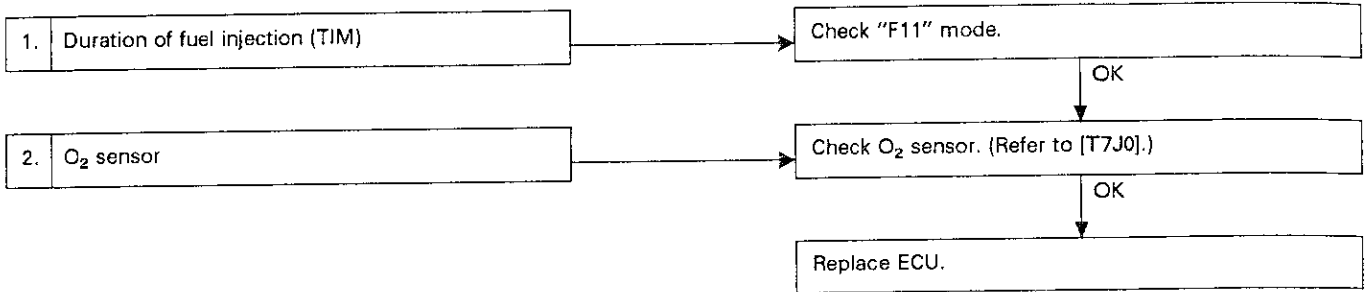 1. Duration of fuel injection (TIM)
Check "F11" mode.
OK
2. O₂ sensor
Check O₂ sensor. (Refer to [T7J0].)
OK
Replace ECU.